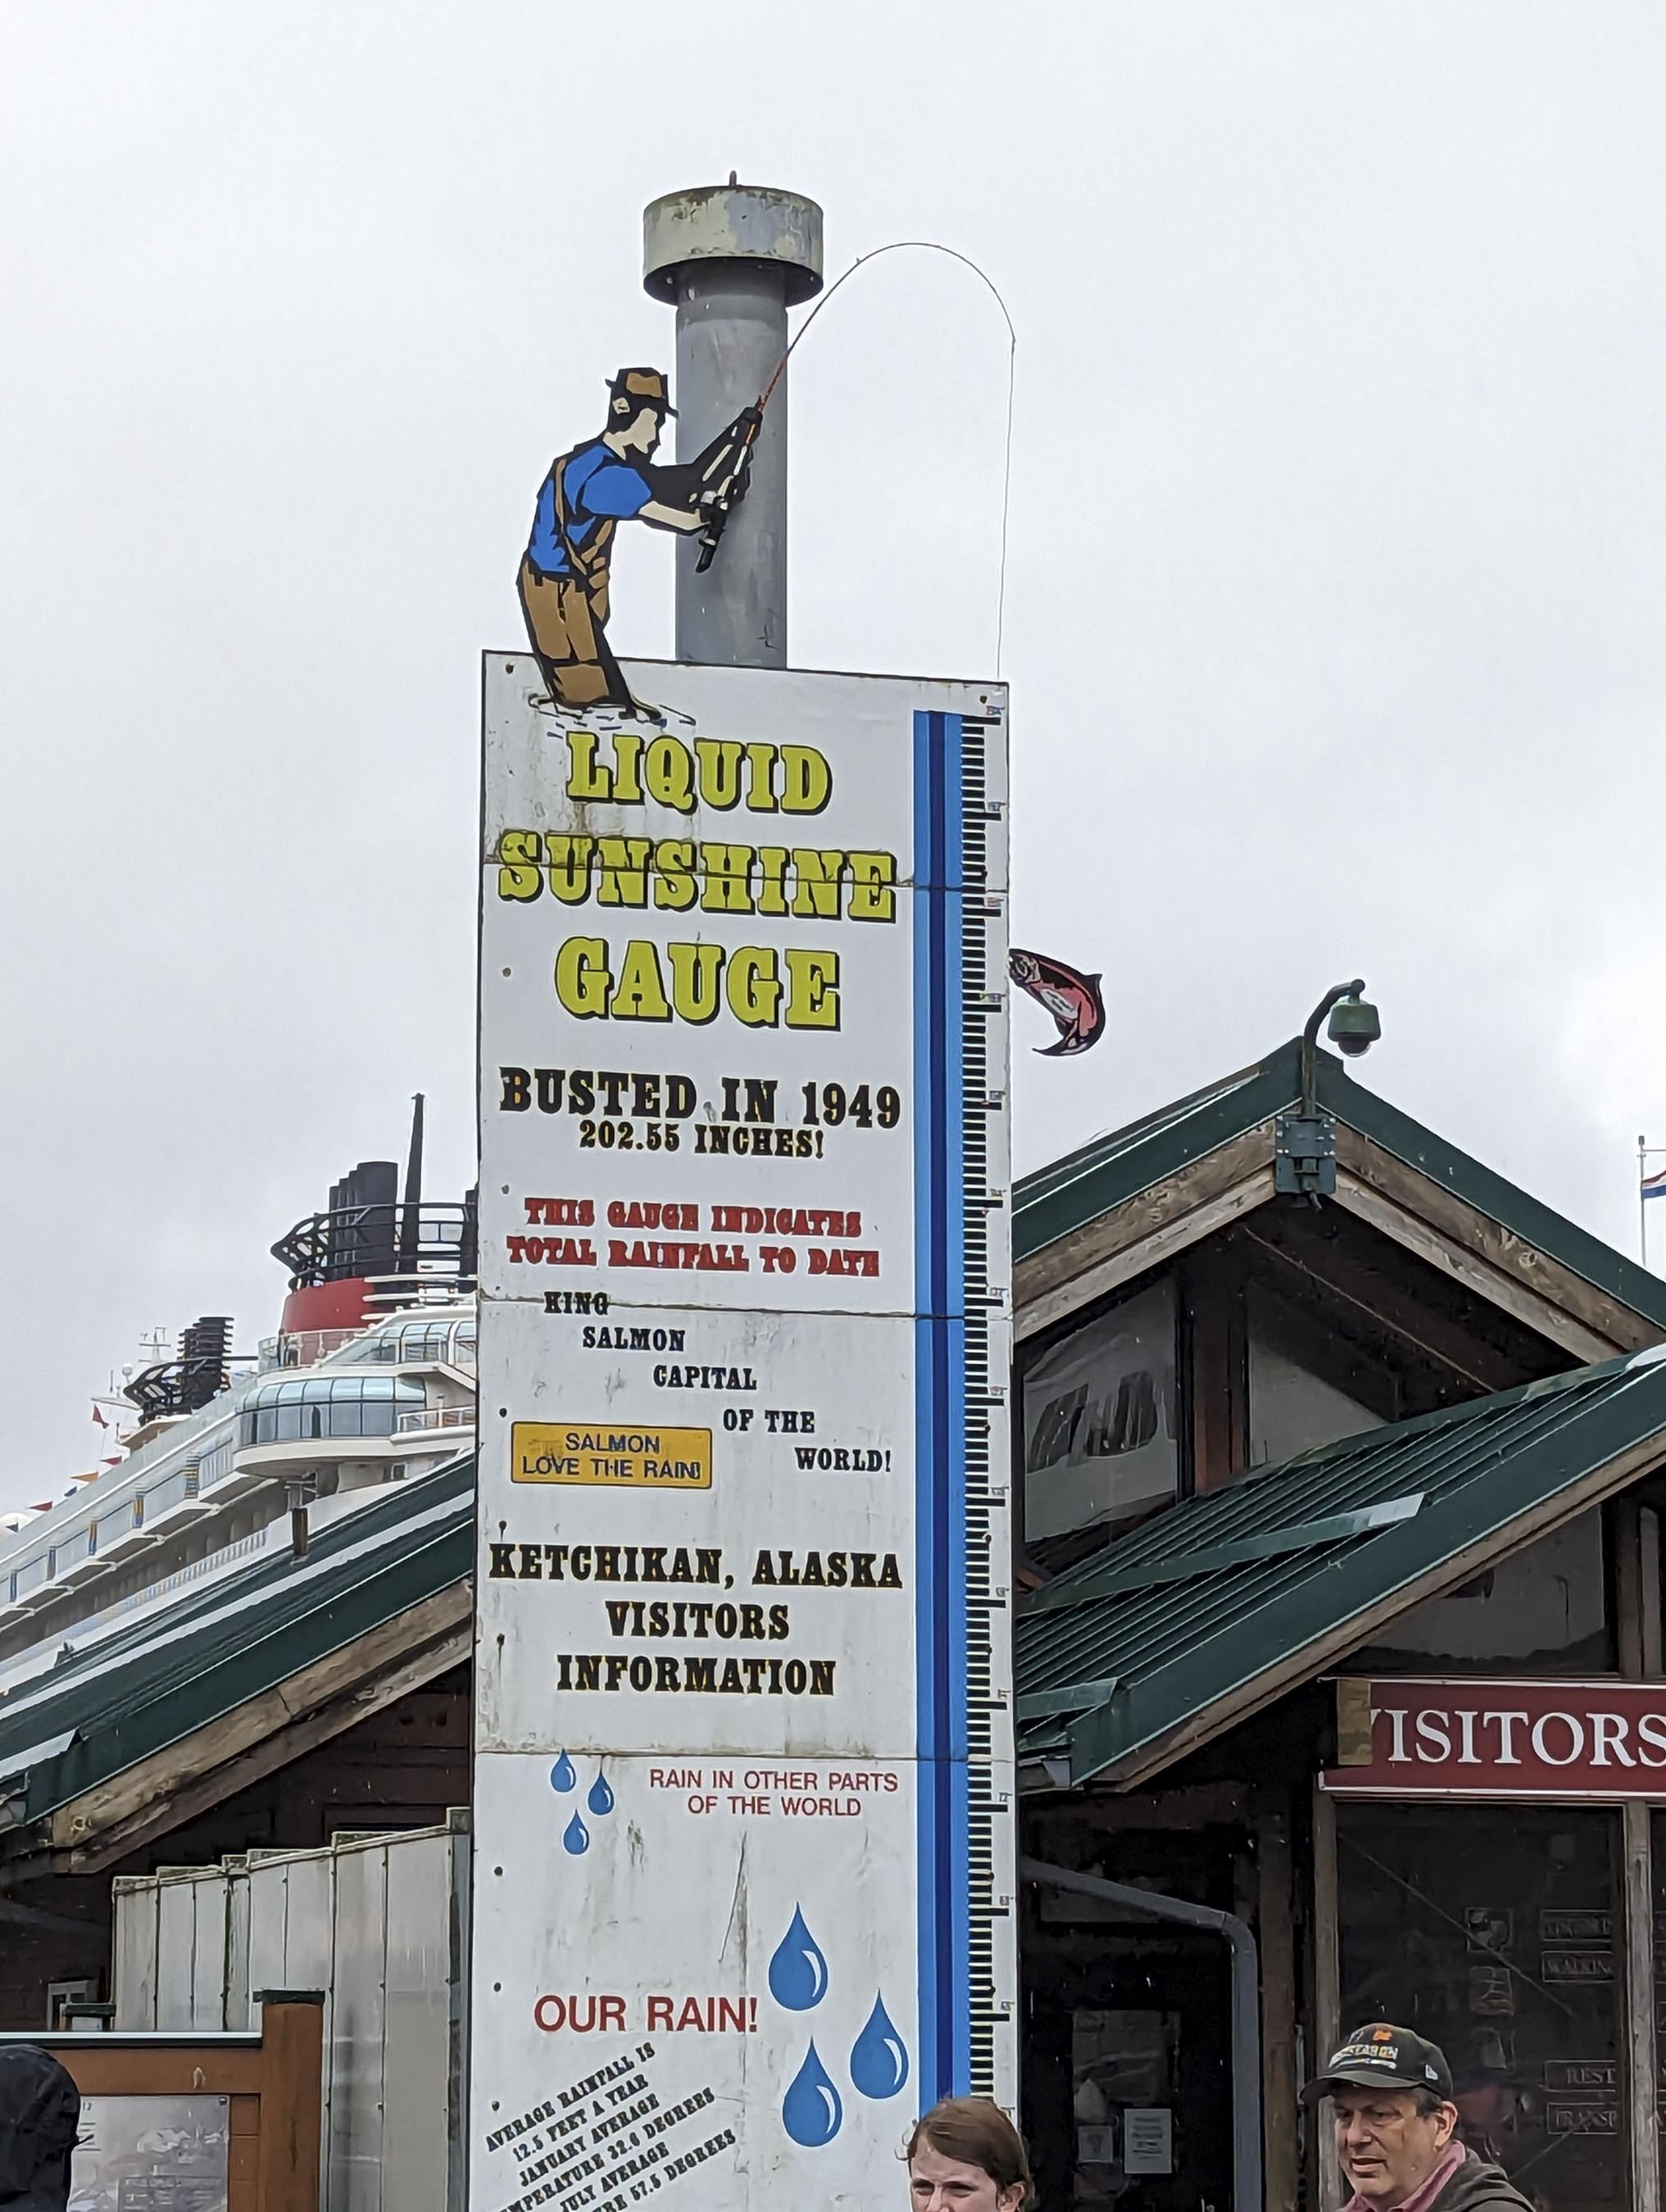 LIQUID
SUNSHINE
GAUGE
BUSTED IN 1949
202.55 INCHES!
THIS GAUGE INDICATES
TOTAL RAINFALL TO DATE
KING
SALMON
CAPITAL
OF THE
WORLD!
SALMON
LOVE THE RAIN!
KETCHIKAN, ALASKA
VISITORS
INFORMATION
RAIN IN OTHER PARTS
OF THE WORLD
OUR RAIN!
AVERAGE RAINFALL IS
12.5 FEET A YEAR
JANUARY AVERAGE
TEMPERATURE 32.6 DEGREES
JULY AVERAGE
57.5 DEGREES
VISITORS
REST